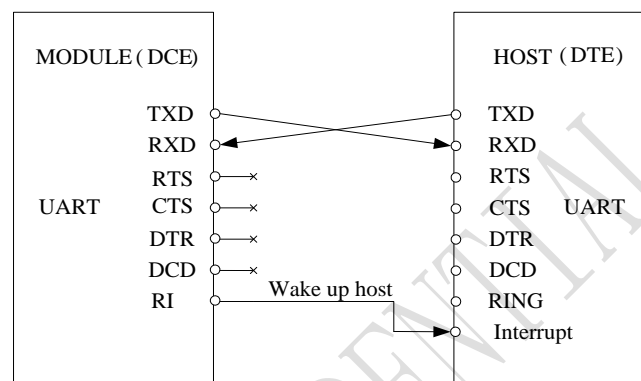 MODULE(DCE)
HOST (DTE)
TXD
RXD
RTS
CTS
DTR
DCD
RI
UART
Wake up host
TXD
RXD
RTS
CTS
DTR
DCD
RING
Interrupt
UART